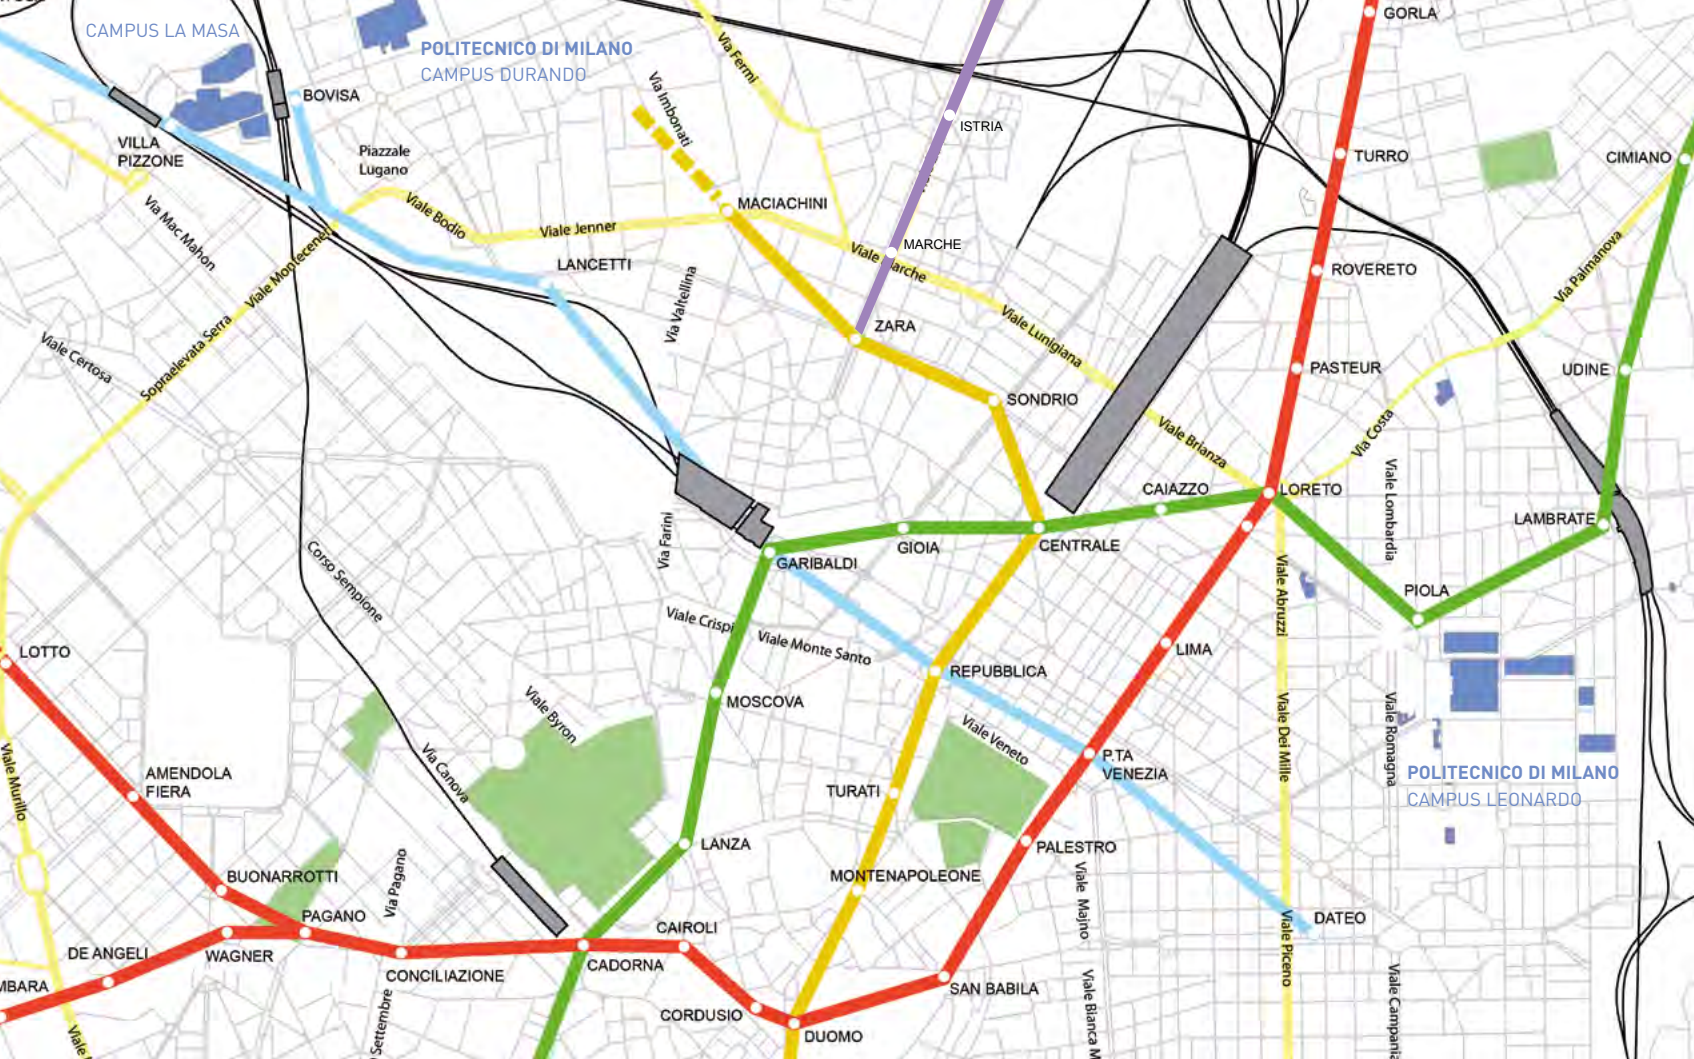 CAMPUS LA MASA
POLITECNICO DI MILANO
CAMPUS DURANDO
GORLA
Via Fermi
Via Imbonati
BOVISA
ISTRIA
VILLA
PIZZONE
Piazzale
Lugano
TURRO
CIMIANO
Via Mac Mahon
Viale Bodio
Viale Jenner
MACIACHINI
MARCHE
Viale Marche
Viale Monteceneri
LANCETTI
ROVERETO
Via Palmanova
Via Valtellina
ZARA
Viale Lunigiana
Viale Certosa
Sopraelevata Serra
PASTEUR
UDINE
SONDRIO
Viale Brianza
Via Costa
CAIAZZO
LORETO
Viale Lombardia
LAMBRATE
Via Farini
GIOIA
CENTRALE
GARIBALDI
Corso Sempione
Viale Abruzzi
PIOLA
Viale Crispi
Viale Monte Santo
LOTTO
LIMA
REPUBBLICA
MOSCOVA
Viale Byron
Viale Veneto
Viale Dei Mille
Viale Romagna
Viale Murillo
Via Canova
P.TA
VENEZIA
AMENDOLA
FIERA
TURATI
POLITECNICO DI MILANO
CAMPUS LEONARDO
LANZA
PALESTRO
BUONARROTTI
Via Pagano
MONTENAPOLEONE
Viale Majno
PAGANO
CAIROLI
DATEO
Viale Piceno
DE ANGELI
WAGNER
CONCILIAZIONE
CADORNA
MBARA
SAN BABILA
Viale Bianca M
Viale Campania
CORDUSIO
Settembre
DUOMO
Viale